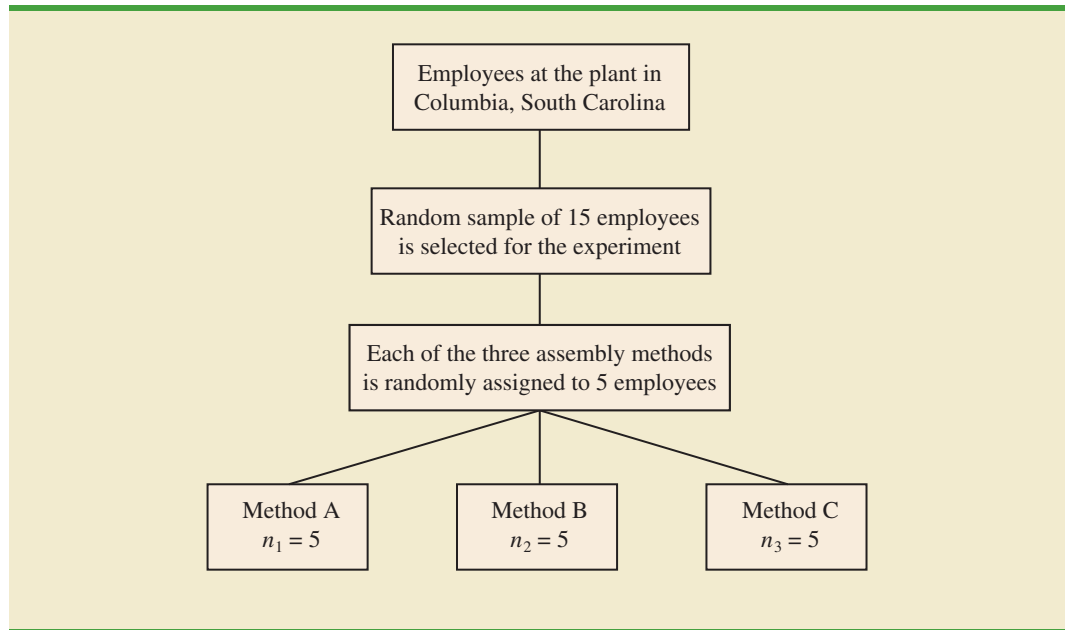 Employees at the plant in
Columbia, South Carolina
Random sample of 15 employees
is selected for the experiment
Each of the three assembly methods
is randomly assigned to 5 employees
Method A
n₁ = 5
Method B
n₂ = 5
Method C
n₃ = 5